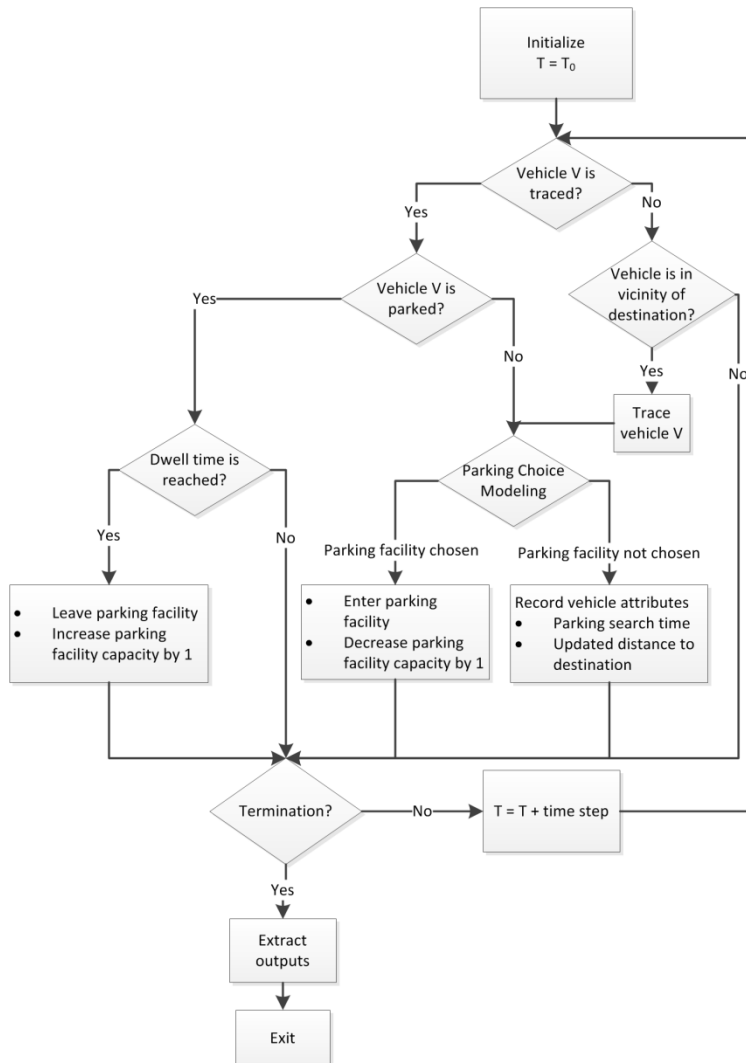 Initialize
T = T₀
Vehicle V is
traced?
Yes
No
Vehicle V is
parked?
Vehicle is in
vicinity of
destination?
Yes
No
Yes
No
Trace
vehicle V
Dwell time is
reached?
Parking Choice
Modeling
Yes
No
Parking facility chosen
Parking facility not chosen
• Leave parking facility
• Increase parking
facility capacity by 1
• Enter parking
facility
• Decrease parking
facility capacity by 1
Record vehicle attributes
• Parking search time
• Updated distance to
destination
Termination?
No
T = T + time step
Yes
Extract
outputs
Exit